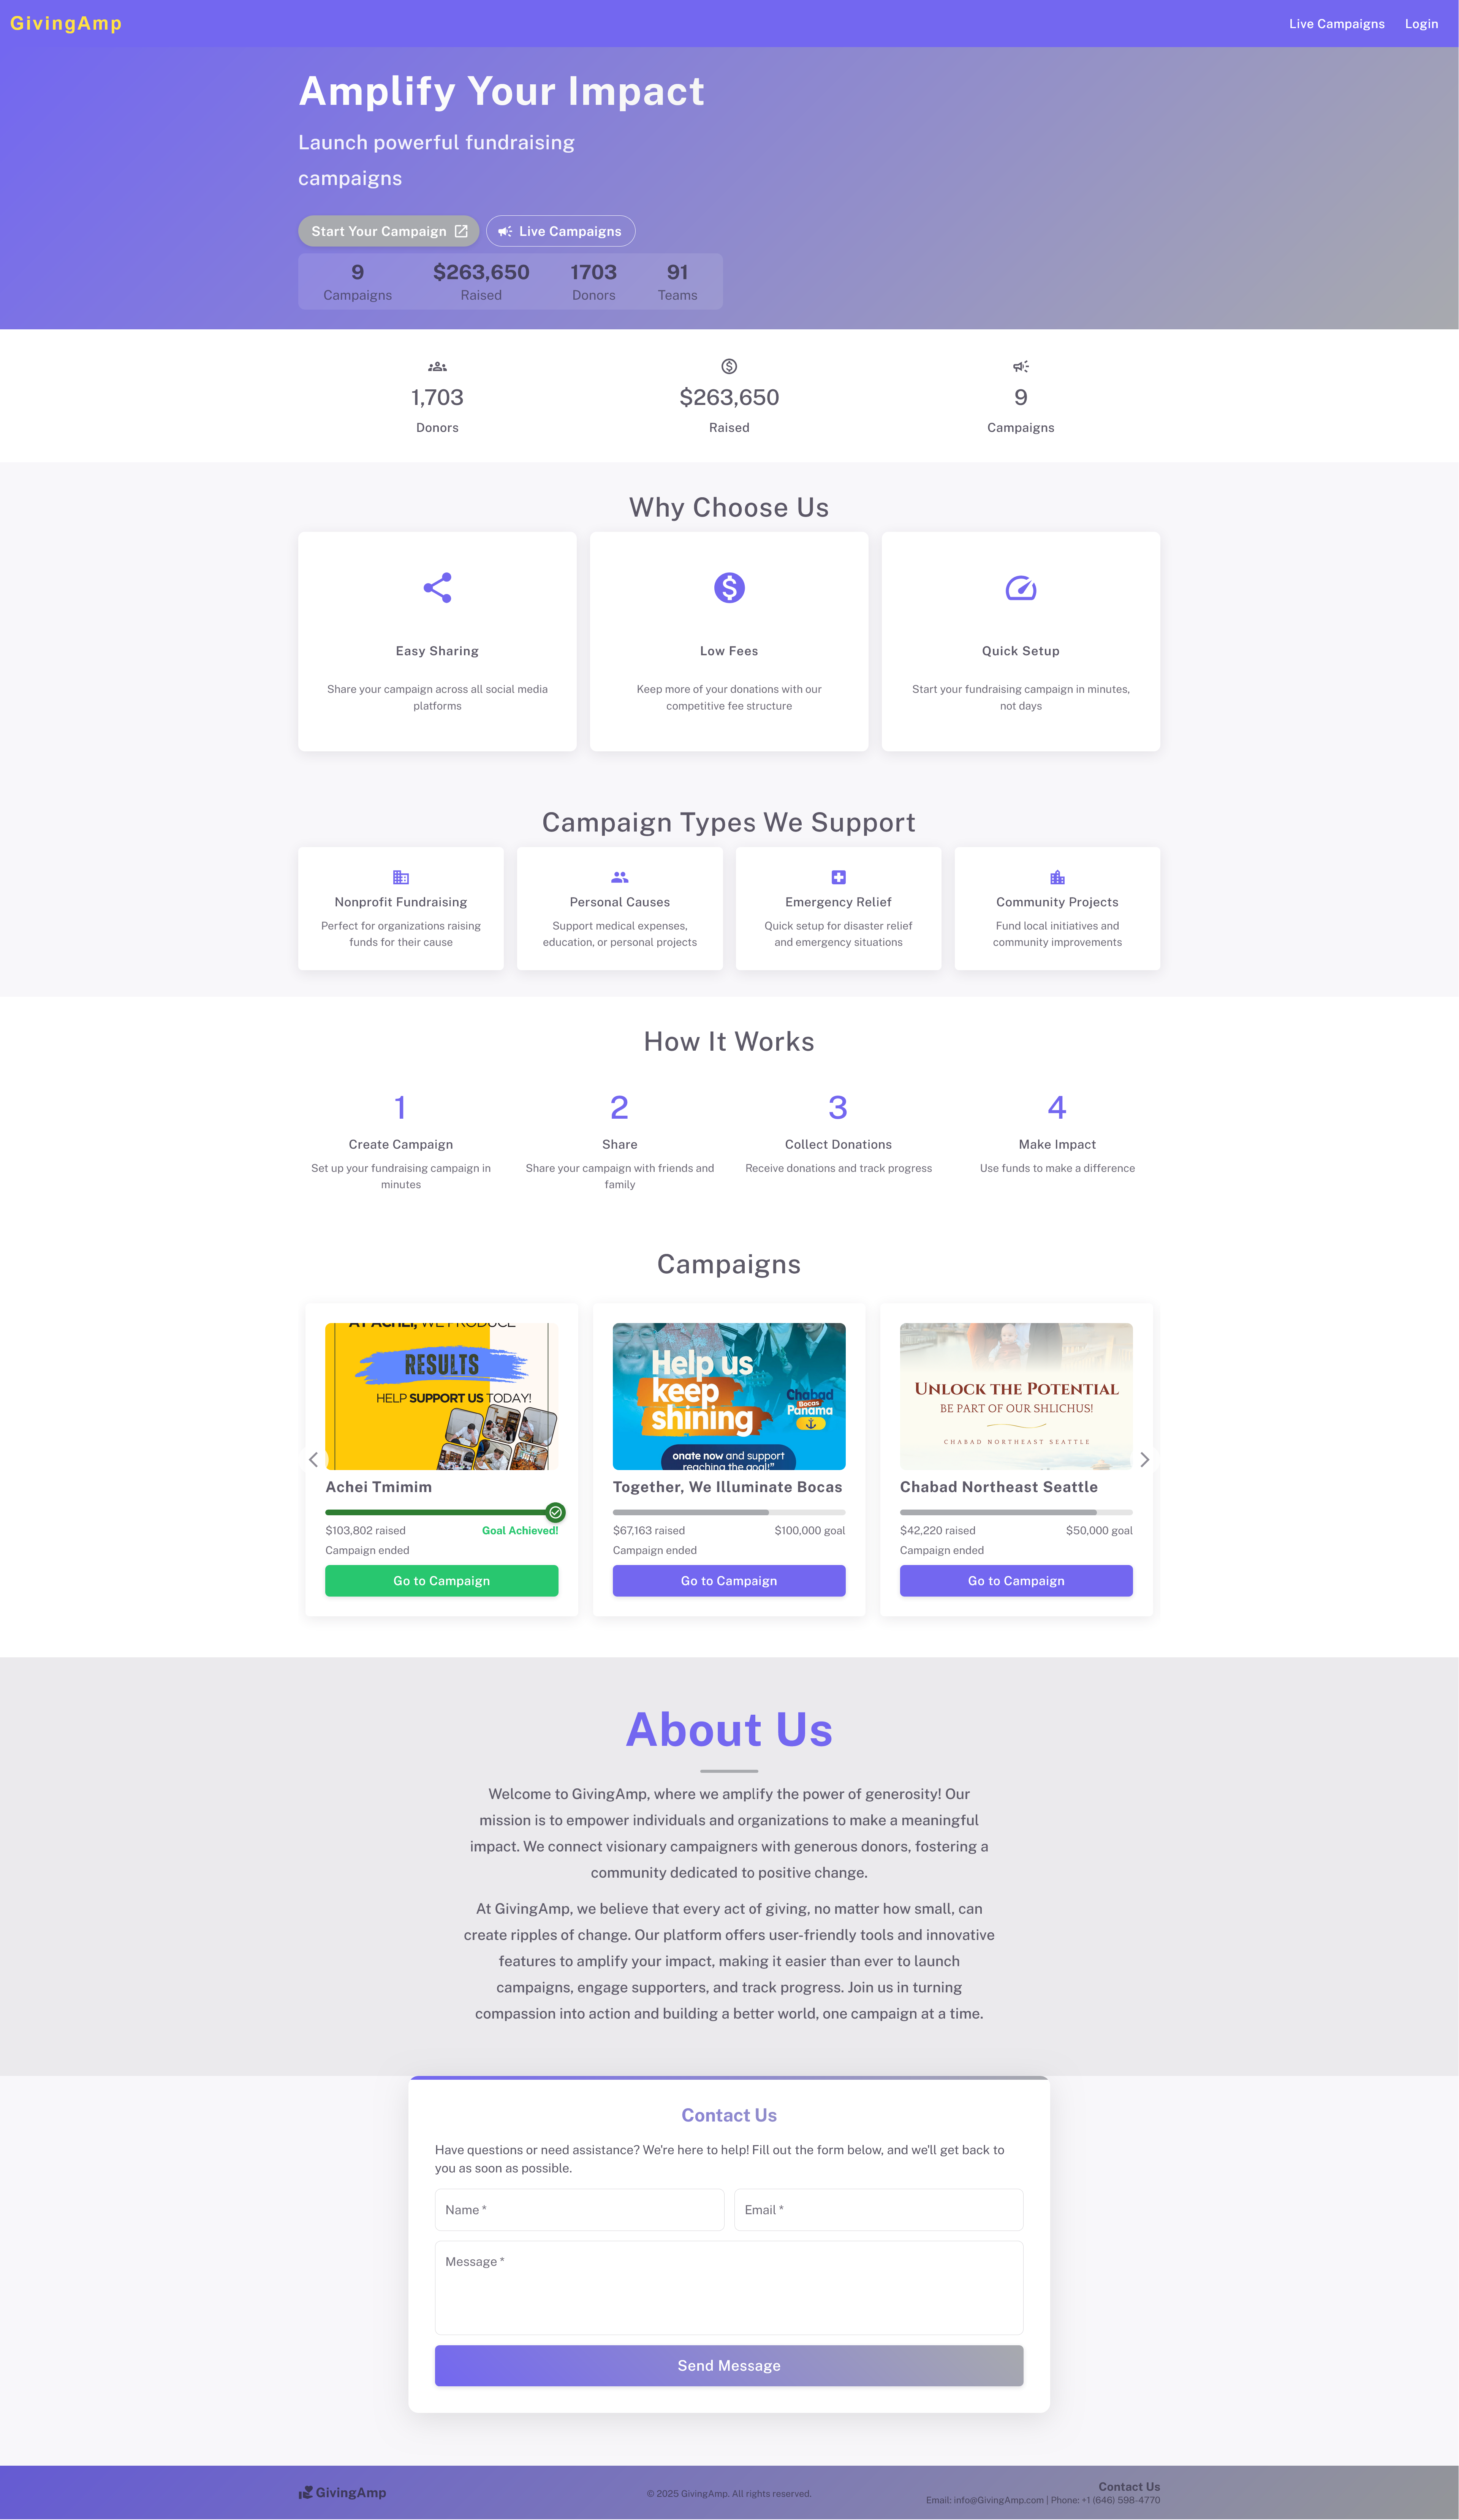 GivingAmp
Live Campaigns
Login
Amplify Your Impact
Launch powerful fundraising
campaigns
Start Your Campaign
Live Campaigns
9
Campaigns
$263,650
Raised
1703
Donors
91
Teams
1,703
Donors
$263,650
Raised
9
Campaigns
Why Choose Us
Easy Sharing
Share your campaign across all social media
platforms
Low Fees
Keep more of your donations with our
competitive fee structure
Quick Setup
Start your fundraising campaign in minutes,
not days
Campaign Types We Support
Nonprofit Fundraising
Perfect for organizations raising
funds for their cause
Personal Causes
Support medical expenses,
education, or personal projects
Emergency Relief
Quick setup for disaster relief
and emergency situations
Community Projects
Fund local initiatives and
community improvements
How It Works
1
Create Campaign
Set up your fundraising campaign in
minutes
2
Share
Share your campaign with friends and
family
3
Collect Donations
Receive donations and track progress
4
Make Impact
Use funds to make a difference
Campaigns
AT ACHEI, WE PRODUCE
RESULTS
HELP SUPPORT US TODAY!
Achei Tmimim
$103,802 raised
Goal Achieved!
Campaign ended
Go to Campaign
Help us
keep
shining
Chabad
Bocas
Panama
onate now and support
reaching the goal!"
Together, We Illuminate Bocas
$67,163 raised
$100,000 goal
Campaign ended
Go to Campaign
UNLOCK THE POTENTIAL
BE PART OF OUR SHLICHUS!
CHABAD NORTHEAST SEATTLE
Chabad Northeast Seattle
$42,220 raised
$50,000 goal
Campaign ended
Go to Campaign
About Us
Welcome to GivingAmp, where we amplify the power of generosity! Our
mission is to empower individuals and organizations to make a meaningful
impact. We connect visionary campaigners with generous donors, fostering a
community dedicated to positive change.
At GivingAmp, we believe that every act of giving, no matter how small, can
create ripples of change. Our platform offers user-friendly tools and innovative
features to amplify your impact, making it easier than ever to launch
campaigns, engage supporters, and track progress. Join us in turning
compassion into action and building a better world, one campaign at a time.
Contact Us
Have questions or need assistance? We're here to help! Fill out the form below, and we'll get back to
you as soon as possible.
Name *
Email *
Message *
Send Message
GivingAmp
© 2025 GivingAmp. All rights reserved.
Contact Us
Email: info@GivingAmp.com | Phone: +1 (646) 598-4770